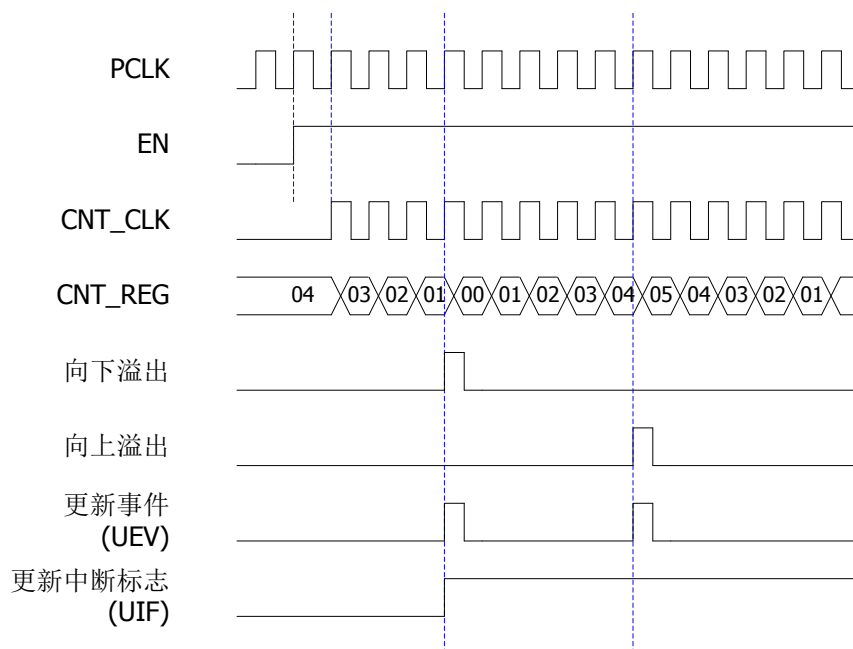 PCLK
EN
CNT_CLK
CNT_REG 04 03 02 01 00 01 02 03 04 05 04 03 02 01
向下溢出
向上溢出
更新事件
(UEV)
更新中断标志
(UIF)